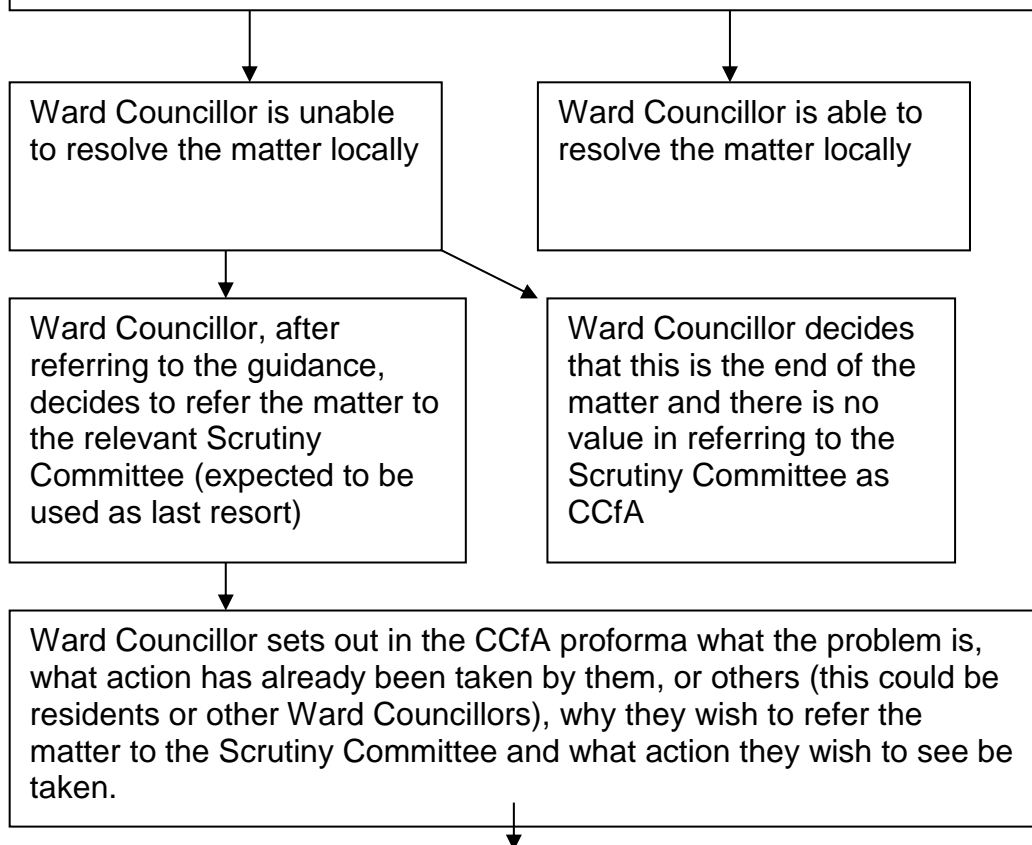 Ward Councillor is unable
to resolve the matter locally
Ward Councillor is able to
resolve the matter locally
Ward Councillor, after
referring to the guidance,
decides to refer the matter to
the relevant Scrutiny
Committee (expected to be
used as last resort)
Ward Councillor decides
that this is the end of the
matter and there is no
value in referring to the
Scrutiny Committee as
CCfA
Ward Councillor sets out in the CCfA proforma what the problem is,
what action has already been taken by them, or others (this could be
residents or other Ward Councillors), why they wish to refer the
matter to the Scrutiny Committee and what action they wish to see be
taken.